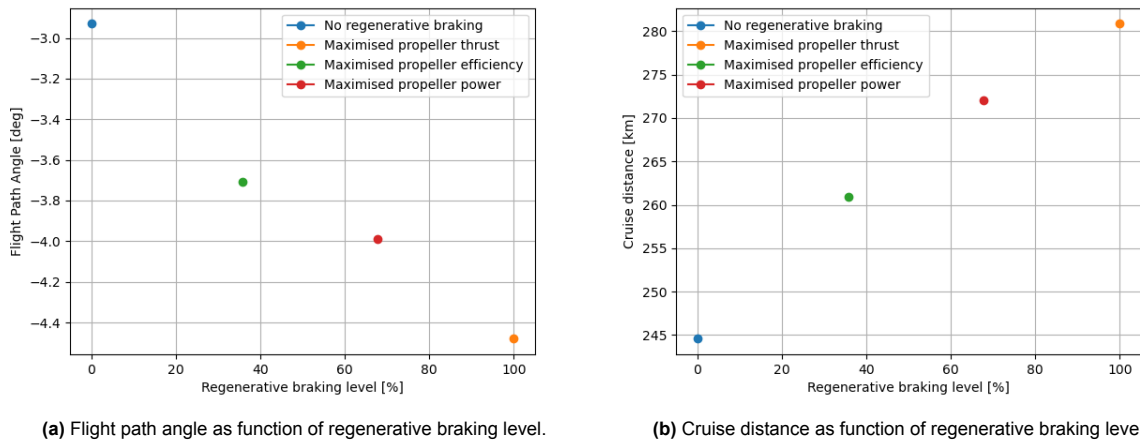 −3.0
−3.2
−3.4
−3.6
−3.8
−4.0
−4.2
−4.4
Flight Path Angle [deg]
No regenerative braking
Maximised propeller thrust
Maximised propeller efficiency
Maximised propeller power
0 20 40 60 80 100
Regenerative braking level [%]
(a) Flight path angle as function of regenerative braking level.
280
275
270
265
260
255
250
245
Cruise distance [km]
No regenerative braking
Maximised propeller thrust
Maximised propeller efficiency
Maximised propeller power
0 20 40 60 80 100
Regenerative braking level [%]
(b) Cruise distance as function of regenerative braking leve